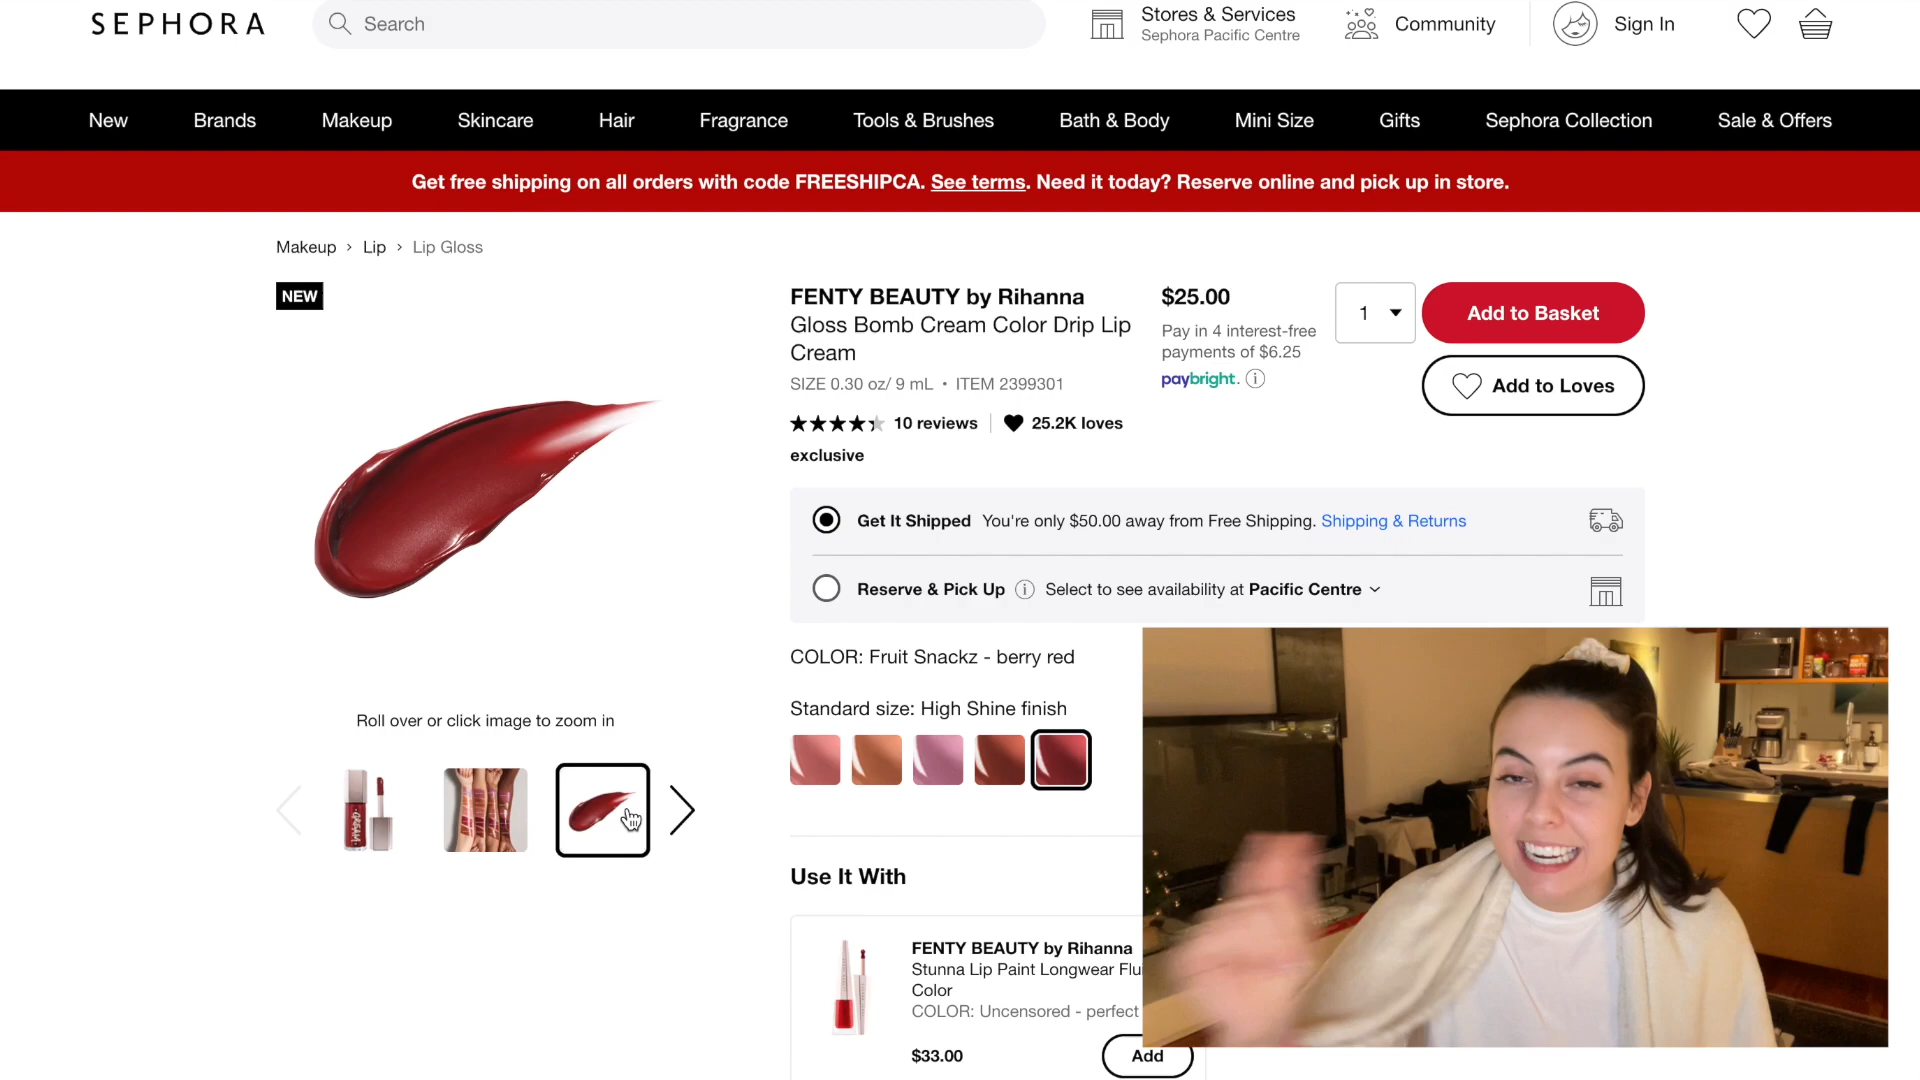 SEPHORA
Search
Stores & Services
Sephora Pacific Centre
Community
Sign In
New
Brands
Makeup
Skincare
Hair
Fragrance
Tools & Brushes
Bath & Body
Mini Size
Gifts
Sephora Collection
Sale & Offers
Get free shipping on all orders with code FREESHIPCA. See terms. Need it today? Reserve online and pick up in store.
Makeup > Lip > Lip Gloss
NEW
FENTY BEAUTY by Rihanna
Gloss Bomb Cream Color Drip Lip
Cream
SIZE 0.30 oz/ 9 mL • ITEM 2399301
10 reviews
25.2K loves
exclusive
$25.00
Pay in 4 interest-free
payments of $6.25
paybright.
1
Add to Basket
Add to Loves
Get It Shipped You're only $50.00 away from Free Shipping. Shipping & Returns
Reserve & Pick Up Select to see availability at Pacific Centre
COLOR: Fruit Snackz - berry red
Standard size: High Shine finish
Roll over or click image to zoom in
CREAM
Use It With
FENTY BEAUTY by Rihanna
Stunna Lip Paint Longwear Flu
Color
COLOR: Uncensored - perfect
$33.00
Add